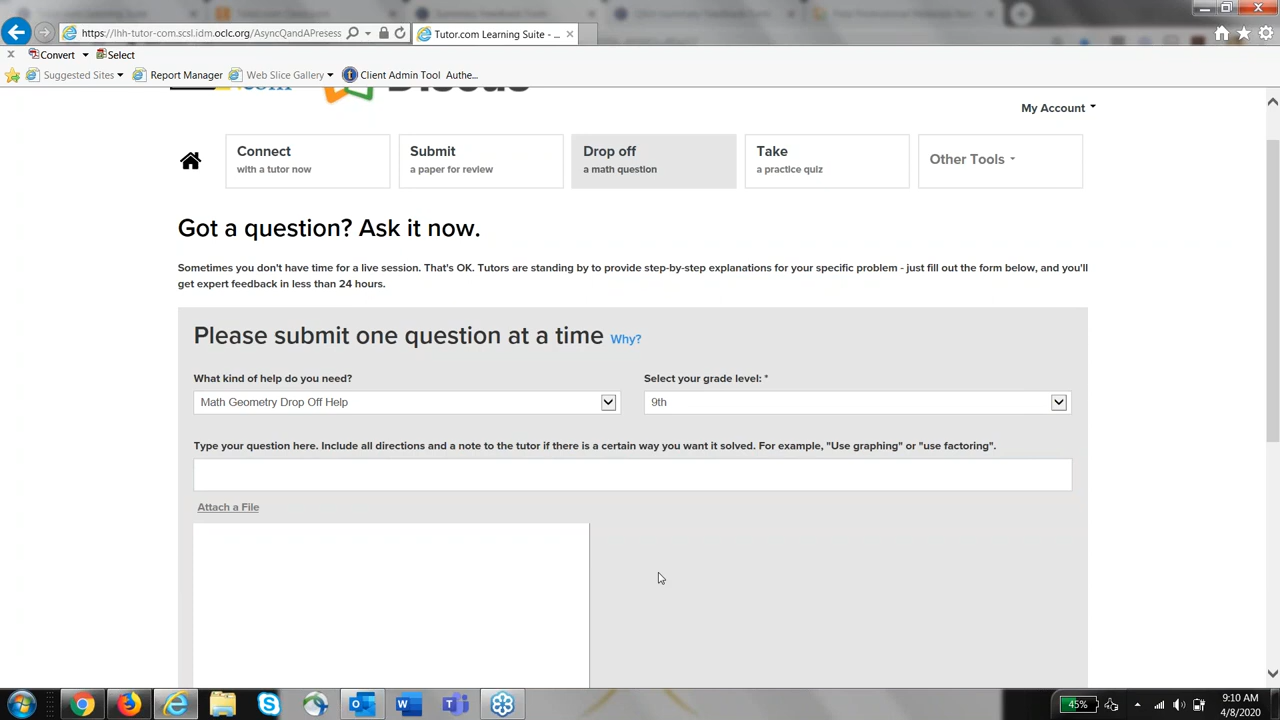 https://lhh-tutor-com.scsl.idm.oclc.org/AsyncQandAPresess
Tutor.com Learning Suite - ...
Convert
Select
Suggested Sites
Report Manager
Web Slice Gallery
Client Admin Tool
Authe...
My Account
Connect
with a tutor now
Submit
a paper for review
Drop off
a math question
Take
a practice quiz
Other Tools
Got a question? Ask it now.
Sometimes you don't have time for a live session. That's OK. Tutors are standing by to provide step-by-step explanations for your specific problem - just fill out the form below, and you'll
get expert feedback in less than 24 hours.
Please submit one question at a time Why?
What kind of help do you need?
Math Geometry Drop Off Help
Select your grade level: *
9th
Type your question here. Include all directions and a note to the tutor if there is a certain way you want it solved. For example, "Use graphing" or "use factoring".
Attach a File
45%
9:10 AM
4/8/2020